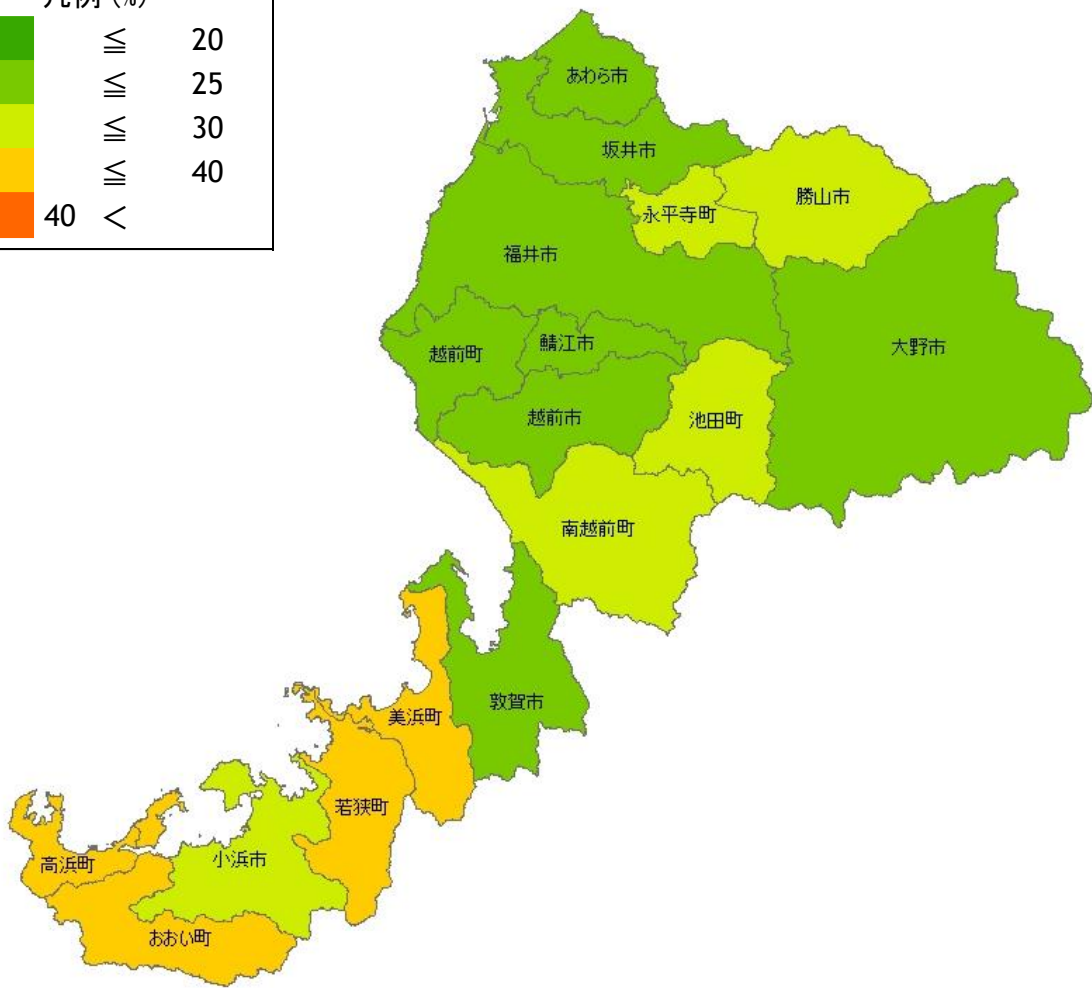 凡例 (%)
≦ 20
≦ 25
≦ 30
≦ 40
40 <
あわら市
坂井市
勝山市
永平寺町
福井市
大野市
鯖江市
越前町
越前市
池田町
南越前町
敦賀市
美浜町
若狭町
小浜市
高浜町
おおい町